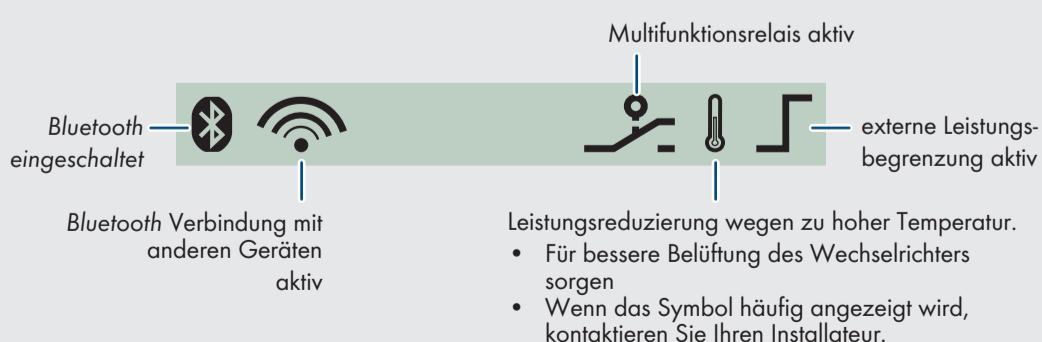 Multifunktionsrelais aktiv
Bluetooth
eingeschaltet
externe Leistungs-
begrenzung aktiv
Bluetooth Verbindung mit
anderen Geräten
aktiv
Leistungsreduzierung wegen zu hoher Temperatur.
• Für bessere Belüftung des Wechselrichters
sorgen
• Wenn das Symbol häufig angezeigt wird,
kontaktieren Sie Ihren Installateur.